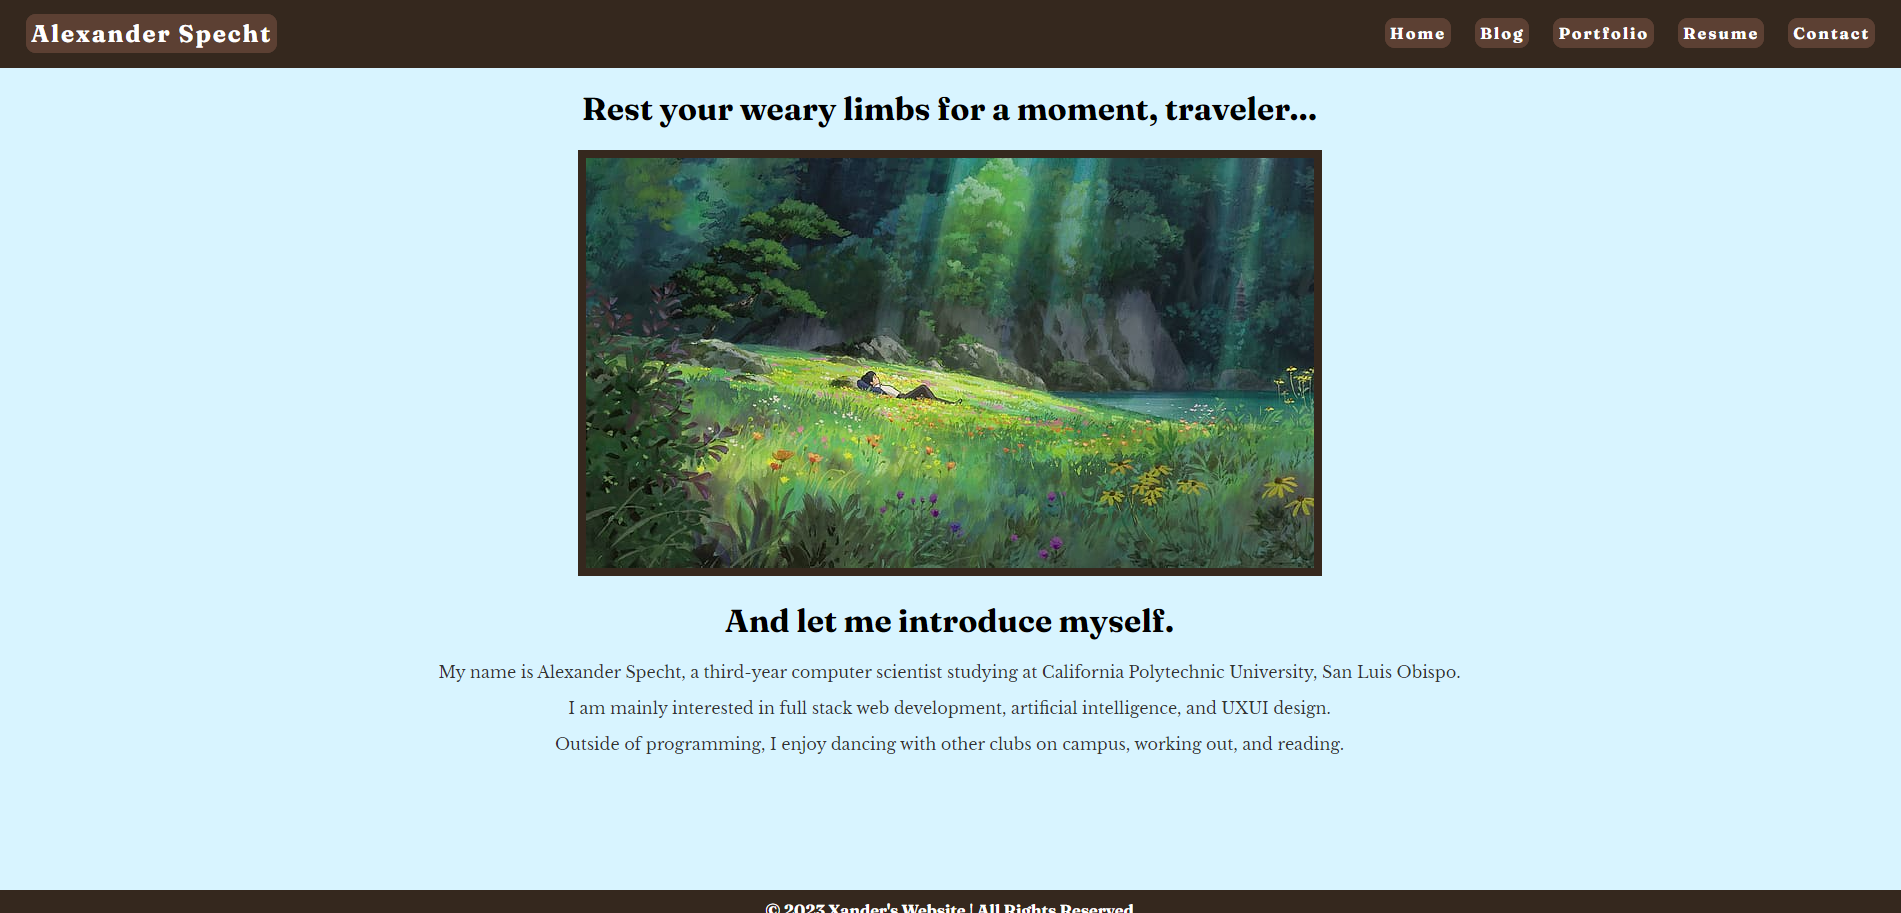 Alexander Specht
Home Blog Portfolio Resume Contact
Rest your weary limbs for a moment, traveler...
And let me introduce myself.
My name is Alexander Specht, a third-year computer scientist studying at California Polytechnic University, San Luis Obispo.
I am mainly interested in full stack web development, artificial intelligence, and UXUI design.
Outside of programming, I enjoy dancing with other clubs on campus, working out, and reading.
© 2023 Xander's Website | All Rights Reserved